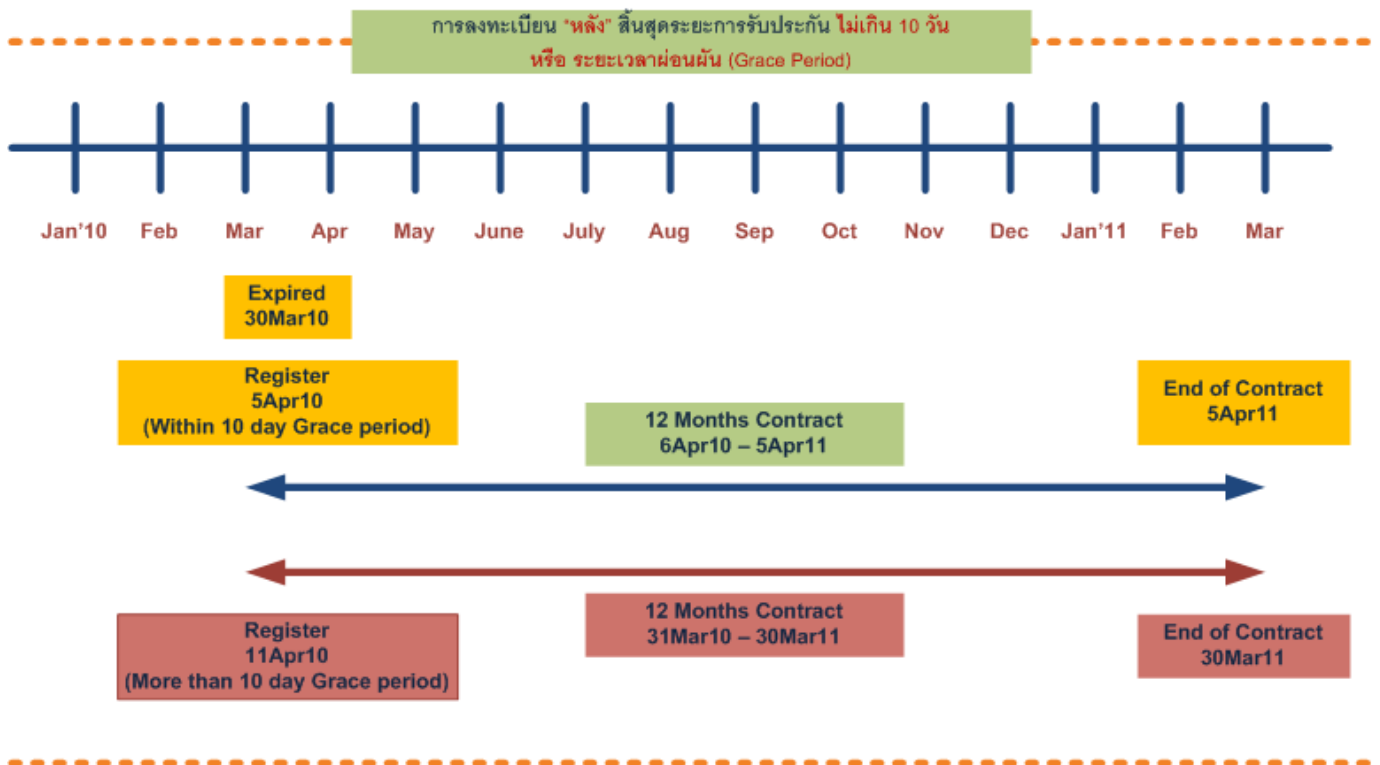 การลงทะเบียน “หลัง” สิ้นสุดระยะการรับประกัน ไม่เกิน 10 วัน
หรือ ระยะเวลาผ่อนผัน (Grace Period)
Jan'10 Feb Mar Apr May June July Aug Sep Oct Nov Dec Jan'11 Feb Mar
Expired
30Mar10
Register
5Apr10
(Within 10 day Grace period)
12 Months Contract
6Apr10 – 5Apr11
End of Contract
5Apr11
Register
11Apr10
(More than 10 day Grace period)
12 Months Contract
31Mar10 – 30Mar11
End of Contract
30Mar11